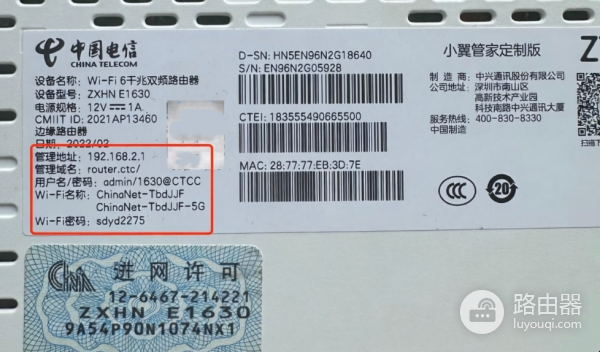 中国电信
CHINA TELECOM
设备名称: Wi-Fi 6千兆双频路由器
设备型号: ZXHN E1630
电源规格: 12V 1A
CMIIT ID: 2021AP13460
边缘路由器
日期: 2022/02
管理地址: 192.168.2.1
管理域名: router.ctc/
用户名/密码: admin/1630@CTCC
Wi-Fi名称: ChinaNet-TbdJJF
ChinaNet-TbdJJF-5G
Wi-Fi密码: sdyd2275
D-SN: HN5EN96N2G18640
S/N: EN96N2G05928
CTEI: 183555490665500
MAC: 28:77:77:EB:3D:7E
小翼管家定制版
制 造 商: 中兴通讯股份有限公司
公司地址: 深圳市南山区
高新技术产业园
科技南路中兴通讯大厦
服务热线: 400-830-8330
中国制造
CCC
20
CNA
进网许可
12-6467-214221
ZXHN E1630
9A54P90N1074NX1
路由器
luyouqi.com